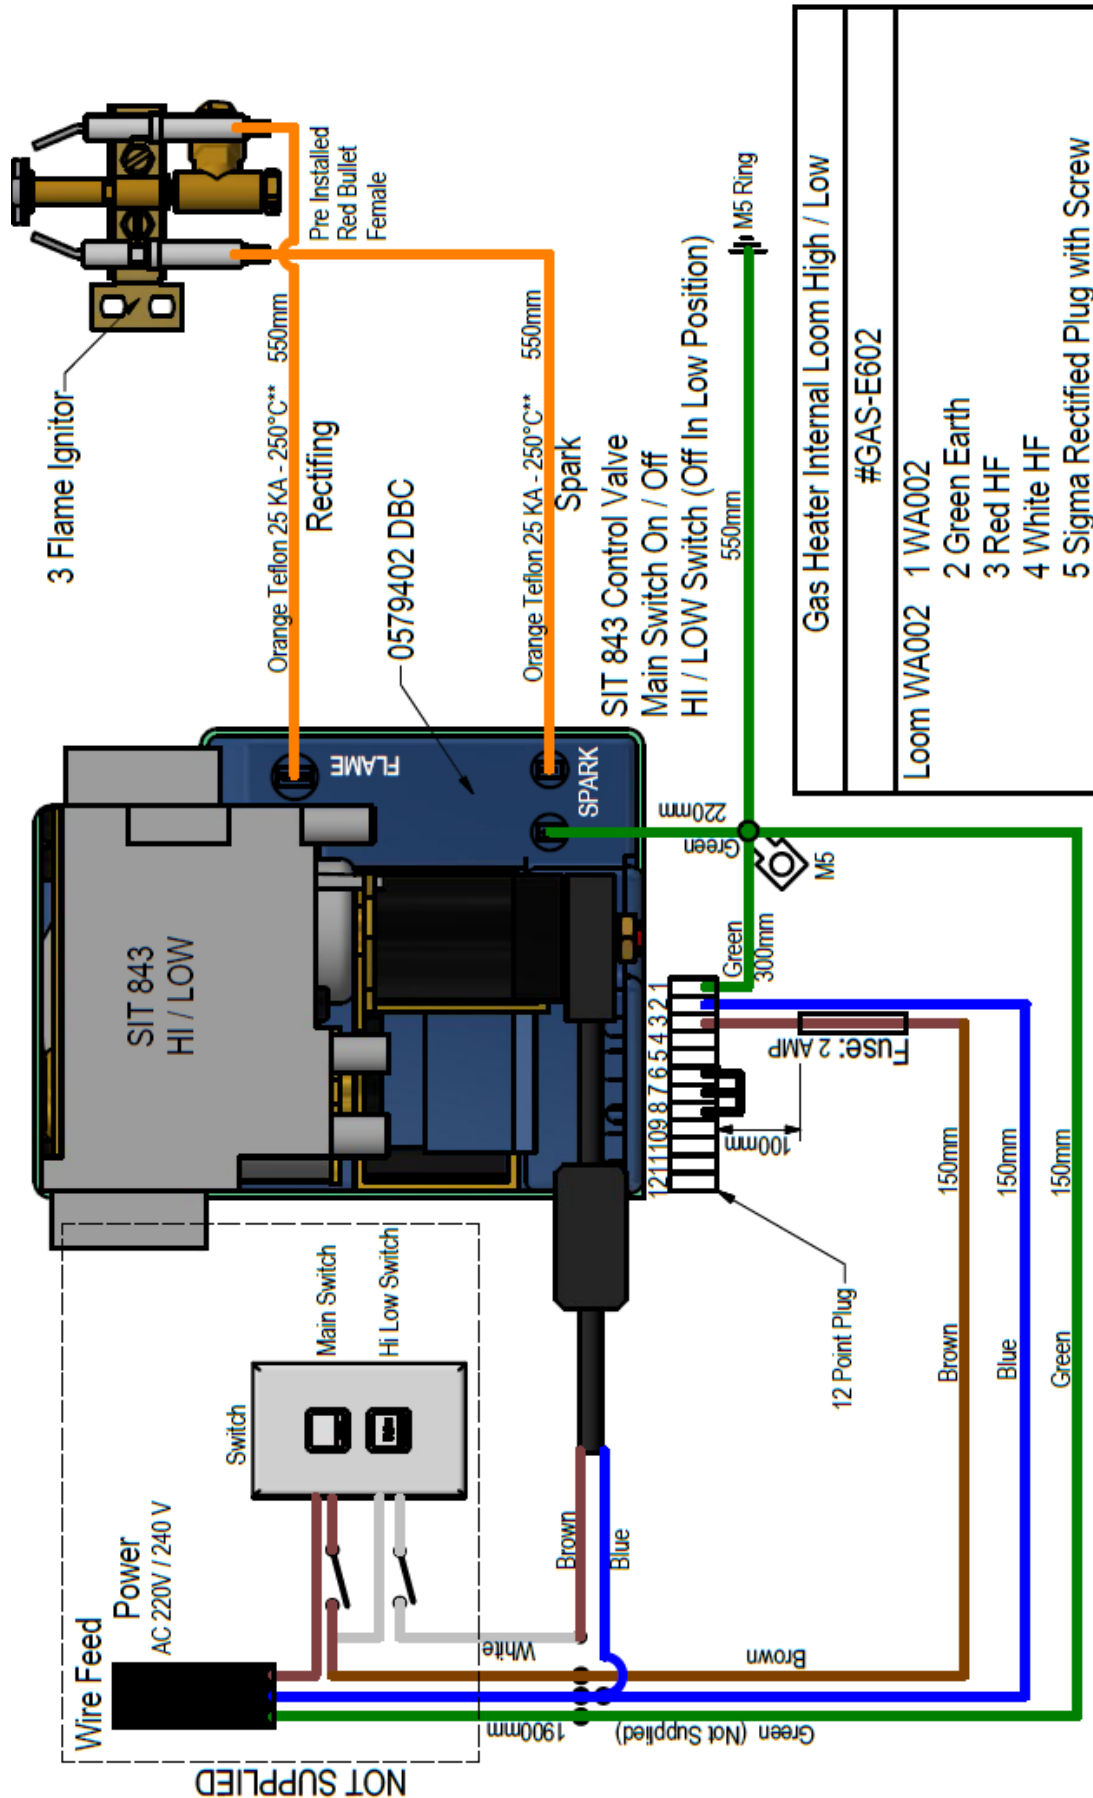 3 Flame Ignitor
Pre Installed
Red Bullet
Female
Orange Teflon 25 KA - 250°C**
550mm
Rectifing
0579402 DBC
Orange Teflon 25 KA - 250°C**
550mm
Spark
SIT 843 Control Valve
Main Switch On / Off
HI / LOW Switch (Off In Low Position)
550mm
M5 Ring
FLAME
SPARK
SIT 843
HI / LOW
220mm
Green
M5
Green
300mm
12 11 10 9 8 7 6 5 4 3 2 1
Fuse: 2 AMP
100mm
12 Point Plug
Brown
150mm
Blue
150mm
Green
150mm
Wire Feed
Power
AC 220V / 240 V
Switch
Main Switch
Hi Low Switch
Brown
Blue
White
Brown
1900mm
Green (Not Supplied)
NOT SUPPLIED
Gas Heater Internal Loom High / Low
#GAS-E602
Loom WA002
1 WA002
2 Green Earth
3 Red HF
4 White HF
5 Sigma Rectified Plug with Screw